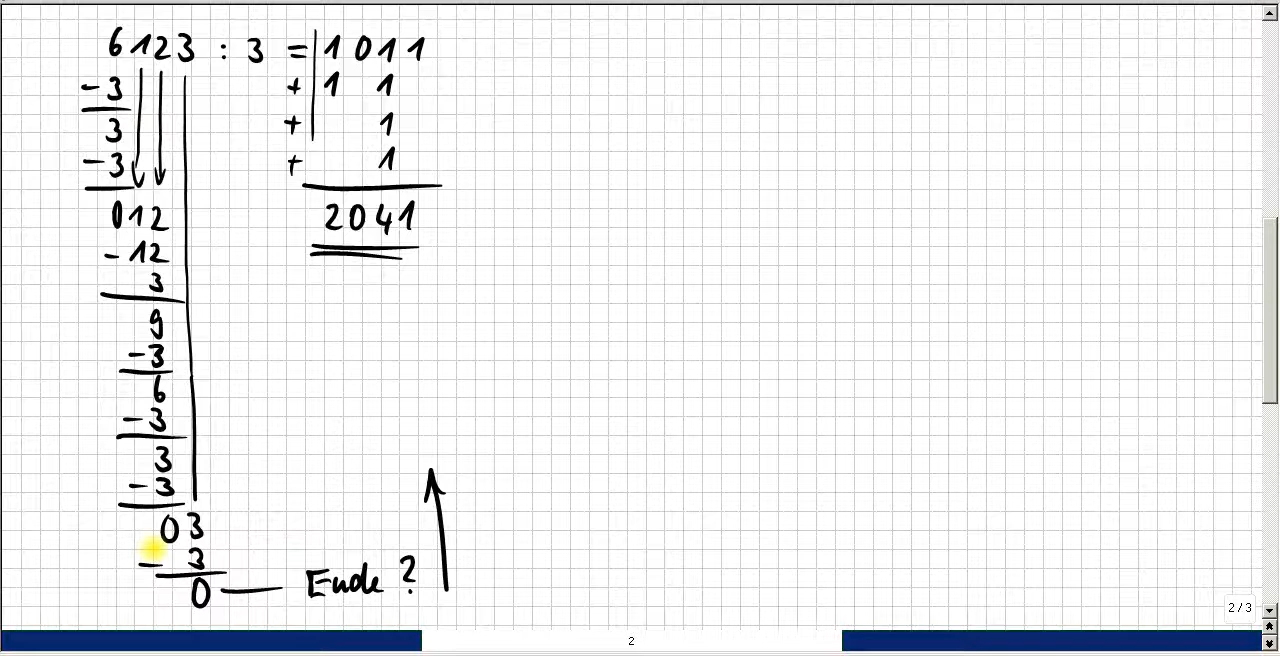 6123 : 3 = 1011
- 3 + 1 1
3 + 1
- 3 + 1
012 2041
- 12
3
9
- 3
6
- 3
3
- 3
03
- 3
0 — Ende ?
2 / 3
2